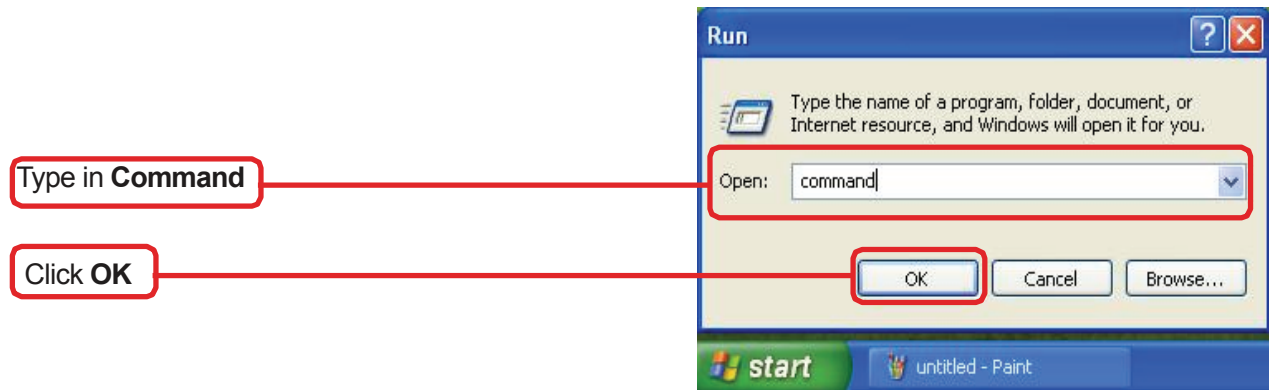 Run
Type the name of a program, folder, document, or
Internet resource, and Windows will open it for you.
Type in Command
Open: command
Click OK
OK Cancel Browse...
start untitled - Paint